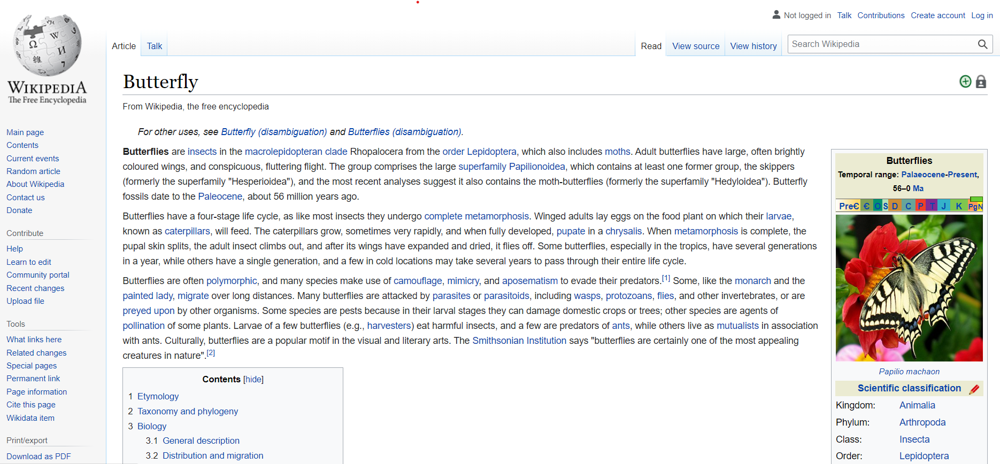 Not logged in Talk Contributions Create account Log in
Article Talk Read View source View history Search Wikipedia
WIKIPEDIA
The Free Encyclopedia
Main page
Contents
Current events
Random article
About Wikipedia
Contact us
Donate
Contribute
Help
Learn to edit
Community portal
Recent changes
Upload file
Tools
What links here
Related changes
Special pages
Permanent link
Page information
Cite this page
Wikidata item
Print/export
Download as PDF
Butterfly
From Wikipedia, the free encyclopedia
For other uses, see Butterfly (disambiguation) and Butterflies (disambiguation).
Butterflies are insects in the macrolepidopteran clade Rhopalocera from the order Lepidoptera, which also includes moths. Adult butterflies have large, often brightly
coloured wings, and conspicuous, fluttering flight. The group comprises the large superfamily Papilionoidea, which contains at least one former group, the skippers
(formerly the superfamily "Hesperioidea"), and the most recent analyses suggest it also contains the moth-butterflies (formerly the superfamily "Hedyloidea"). Butterfly
fossils date to the Paleocene, about 56 million years ago.
Butterflies have a four-stage life cycle, as like most insects they undergo complete metamorphosis. Winged adults lay eggs on the food plant on which their larvae,
known as caterpillars, will feed. The caterpillars grow, sometimes very rapidly, and when fully developed, pupate in a chrysalis. When metamorphosis is complete, the
pupal skin splits, the adult insect climbs out, and after its wings have expanded and dried, it flies off. Some butterflies, especially in the tropics, have several generations
in a year, while others have a single generation, and a few in cold locations may take several years to pass through their entire life cycle.
Butterflies are often polymorphic, and many species make use of camouflage, mimicry, and aposematism to evade their predators.[1] Some, like the monarch and the
painted lady, migrate over long distances. Many butterflies are attacked by parasites or parasitoids, including wasps, protozoans, flies, and other invertebrates, or are
preyed upon by other organisms. Some species are pests because in their larval stages they can damage domestic crops or trees; other species are agents of
pollination of some plants. Larvae of a few butterflies (e.g., harvesters) eat harmful insects, and a few are predators of ants, while others live as mutualists in association
with ants. Culturally, butterflies are a popular motif in the visual and literary arts. The Smithsonian Institution says "butterflies are certainly one of the most appealing
creatures in nature".[2]
Contents [hide]
1 Etymology
2 Taxonomy and phylogeny
3 Biology
3.1 General description
3.2 Distribution and migration
Butterflies
Temporal range: Palaeocene-Present,
56–0 Ma
PreЄ Є O S D C P T J K Pg N
Papilio machaon
Scientific classification
Kingdom: Animalia
Phylum: Arthropoda
Class: Insecta
Order: Lepidoptera